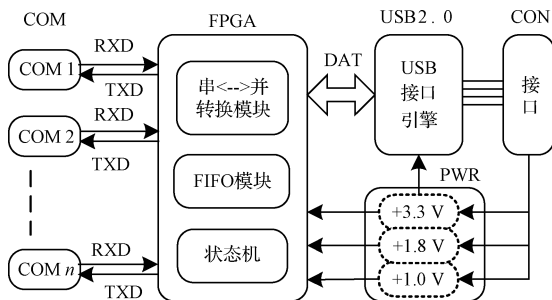 COM
FPGA
USB2.0
CON
COM 1
RXD
TXD
COM 2
RXD
TXD
COM n
RXD
TXD
串<-->并
转换模块
FIFO模块
状态机
DAT
USB
接口
引擎
接
口
PWR
+3.3 V
+1.8 V
+1.0 V